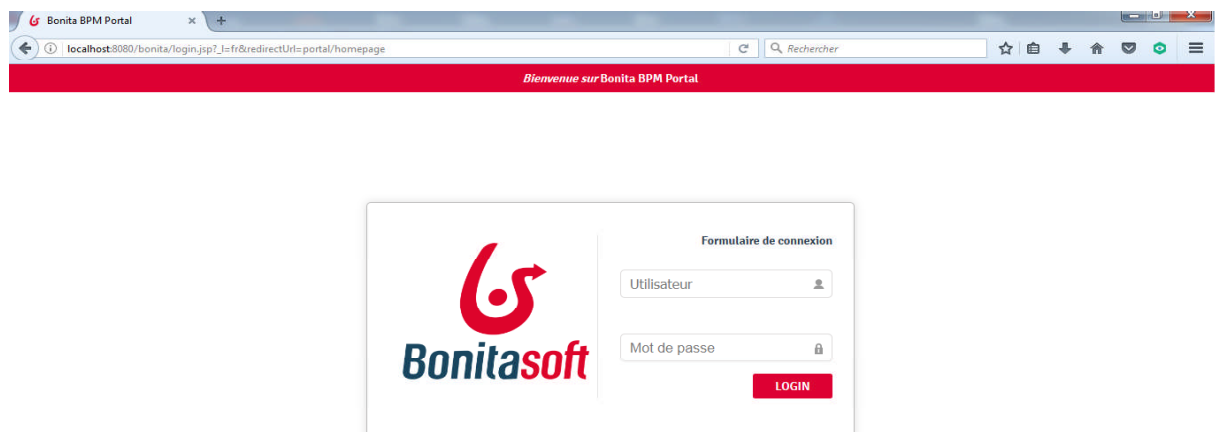 Bonita BPM Portal
localhost:8080/bonita/login.jsp?_l=fr&redirectUrl=portal/homepage
Rechercher
Bienvenue sur Bonita BPM Portal
Formulaire de connexion
Utilisateur
Mot de passe
Bonitasoft
LOGIN